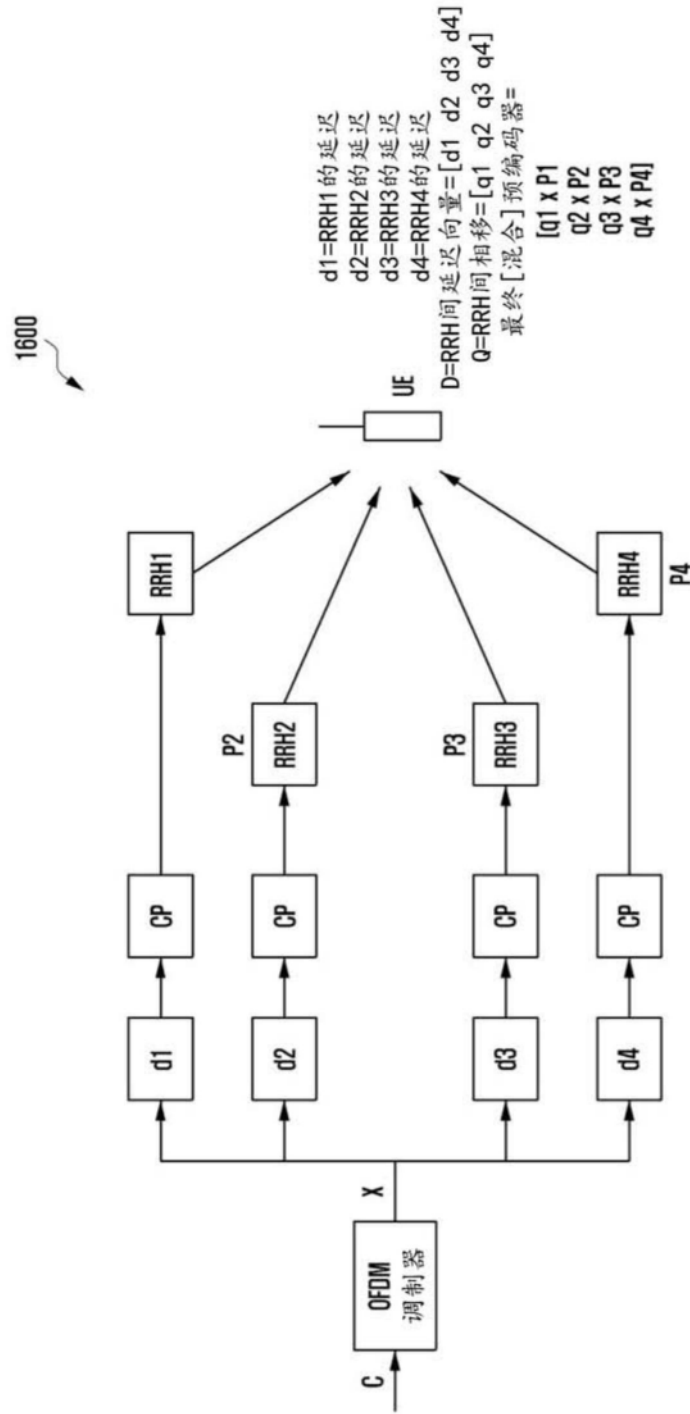 1600
C
OFDM
调制器
X
d1
CP
RRH1
d2
CP
P2
RRH2
d3
CP
P3
RRH3
d4
CP
RRH4
P4
UE
d1=RRH1的延迟
d2=RRH2的延迟
d3=RRH3的延迟
d4=RRH4的延迟
D=RRH间延迟向量=[d1 d2 d3 d4]
Q=RRH间相移=[q1 q2 q3 q4]
最终[混合]预编码器=
[q1 x P1
q2 x P2
q3 x P3
q4 x P4]